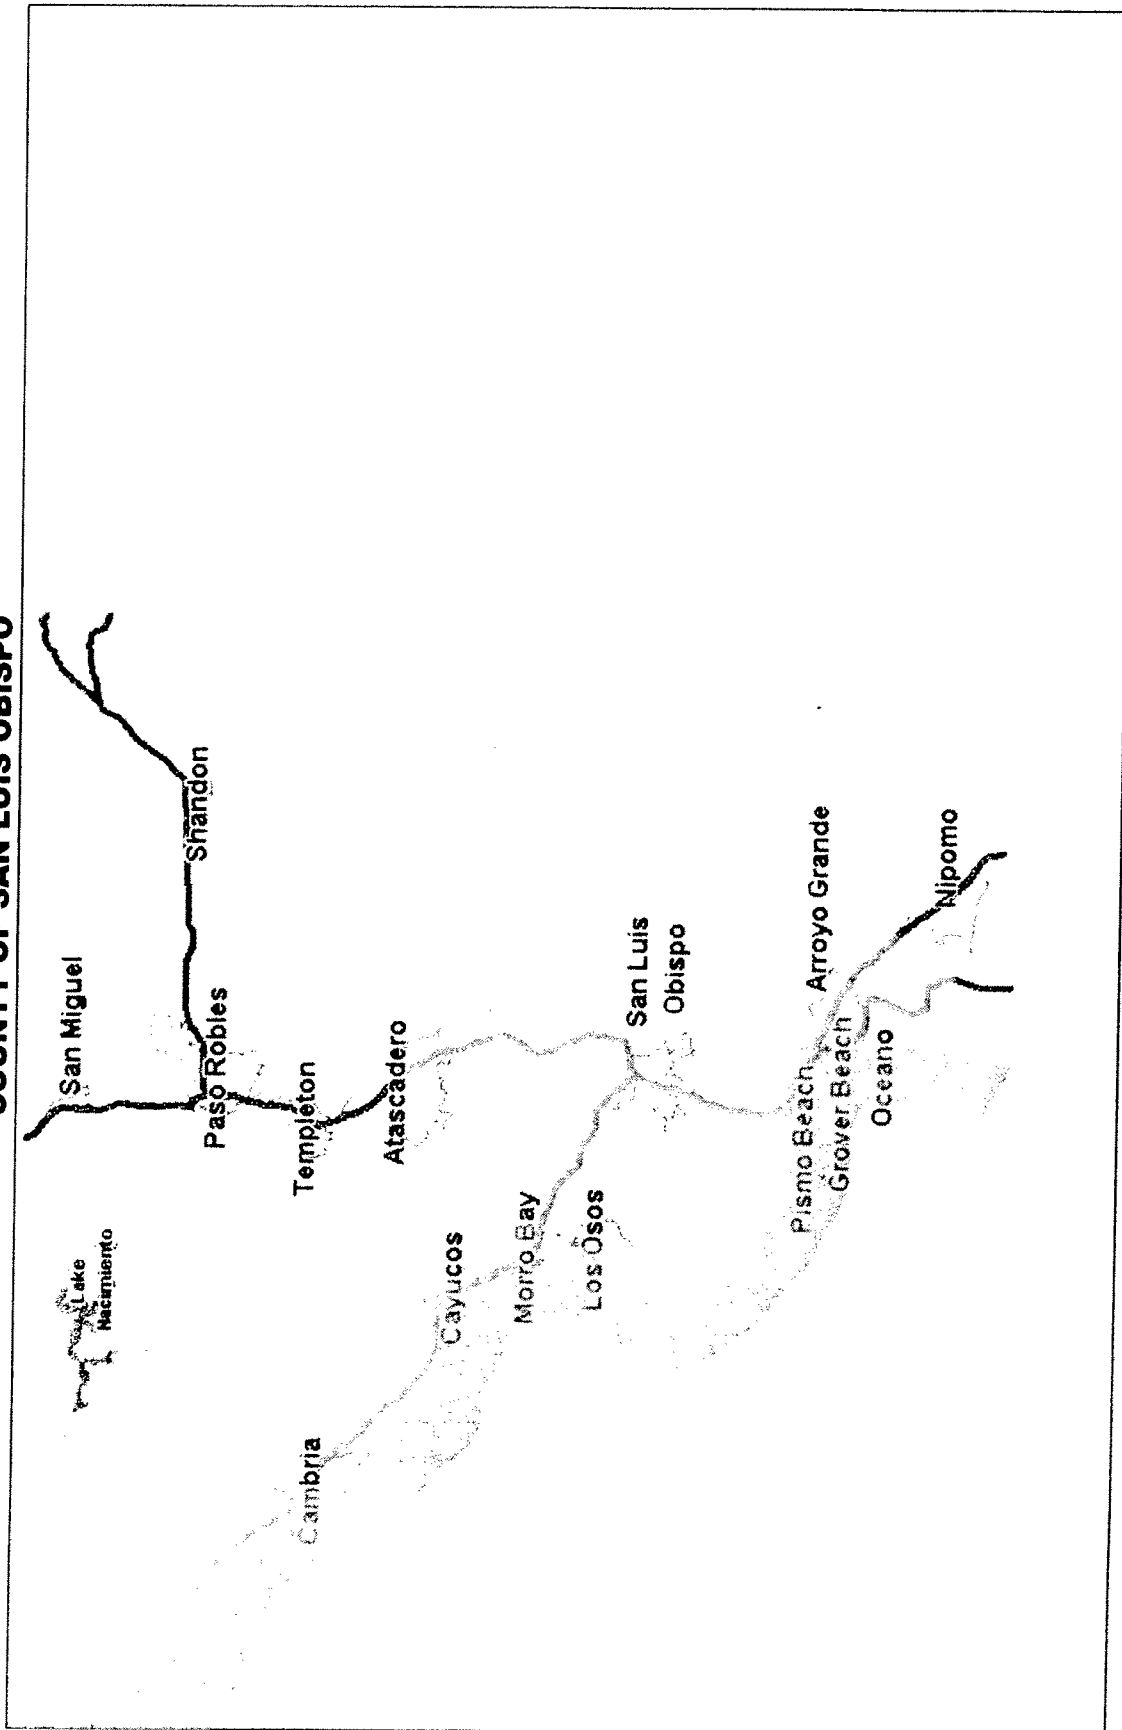 COUNTY OF SAN LUIS OBISPO
San Miguel
Lake
Nacimiento
Shandon
Paso Robles
Templeton
Cambria
Atascadero
Cayucos
Morro Bay
Los Osos
San Luis
Obispo
Pismo Beach
Arroyo Grande
Grover Beach
Oceano
Nipomo